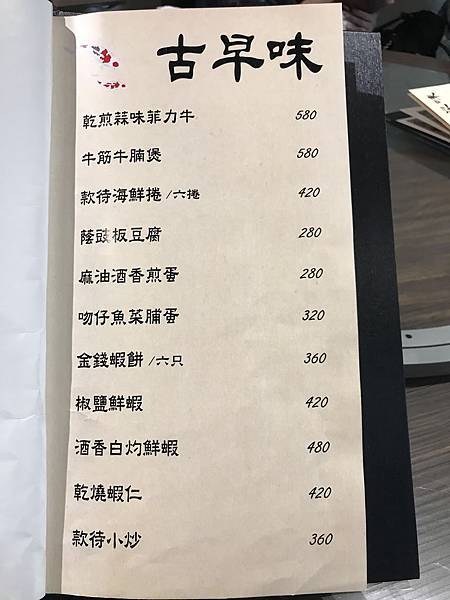 古早味
乾煎蒜味菲力牛 580
牛筋牛腩煲 580
款待海鮮捲/六捲 420
蔭豉板豆腐 280
麻油酒香煎蛋 280
吻仔魚菜脯蛋 320
金錢蝦餅/六只 360
椒鹽鮮蝦 420
酒香白灼鮮蝦 480
乾燒蝦仁 420
款待小炒 360